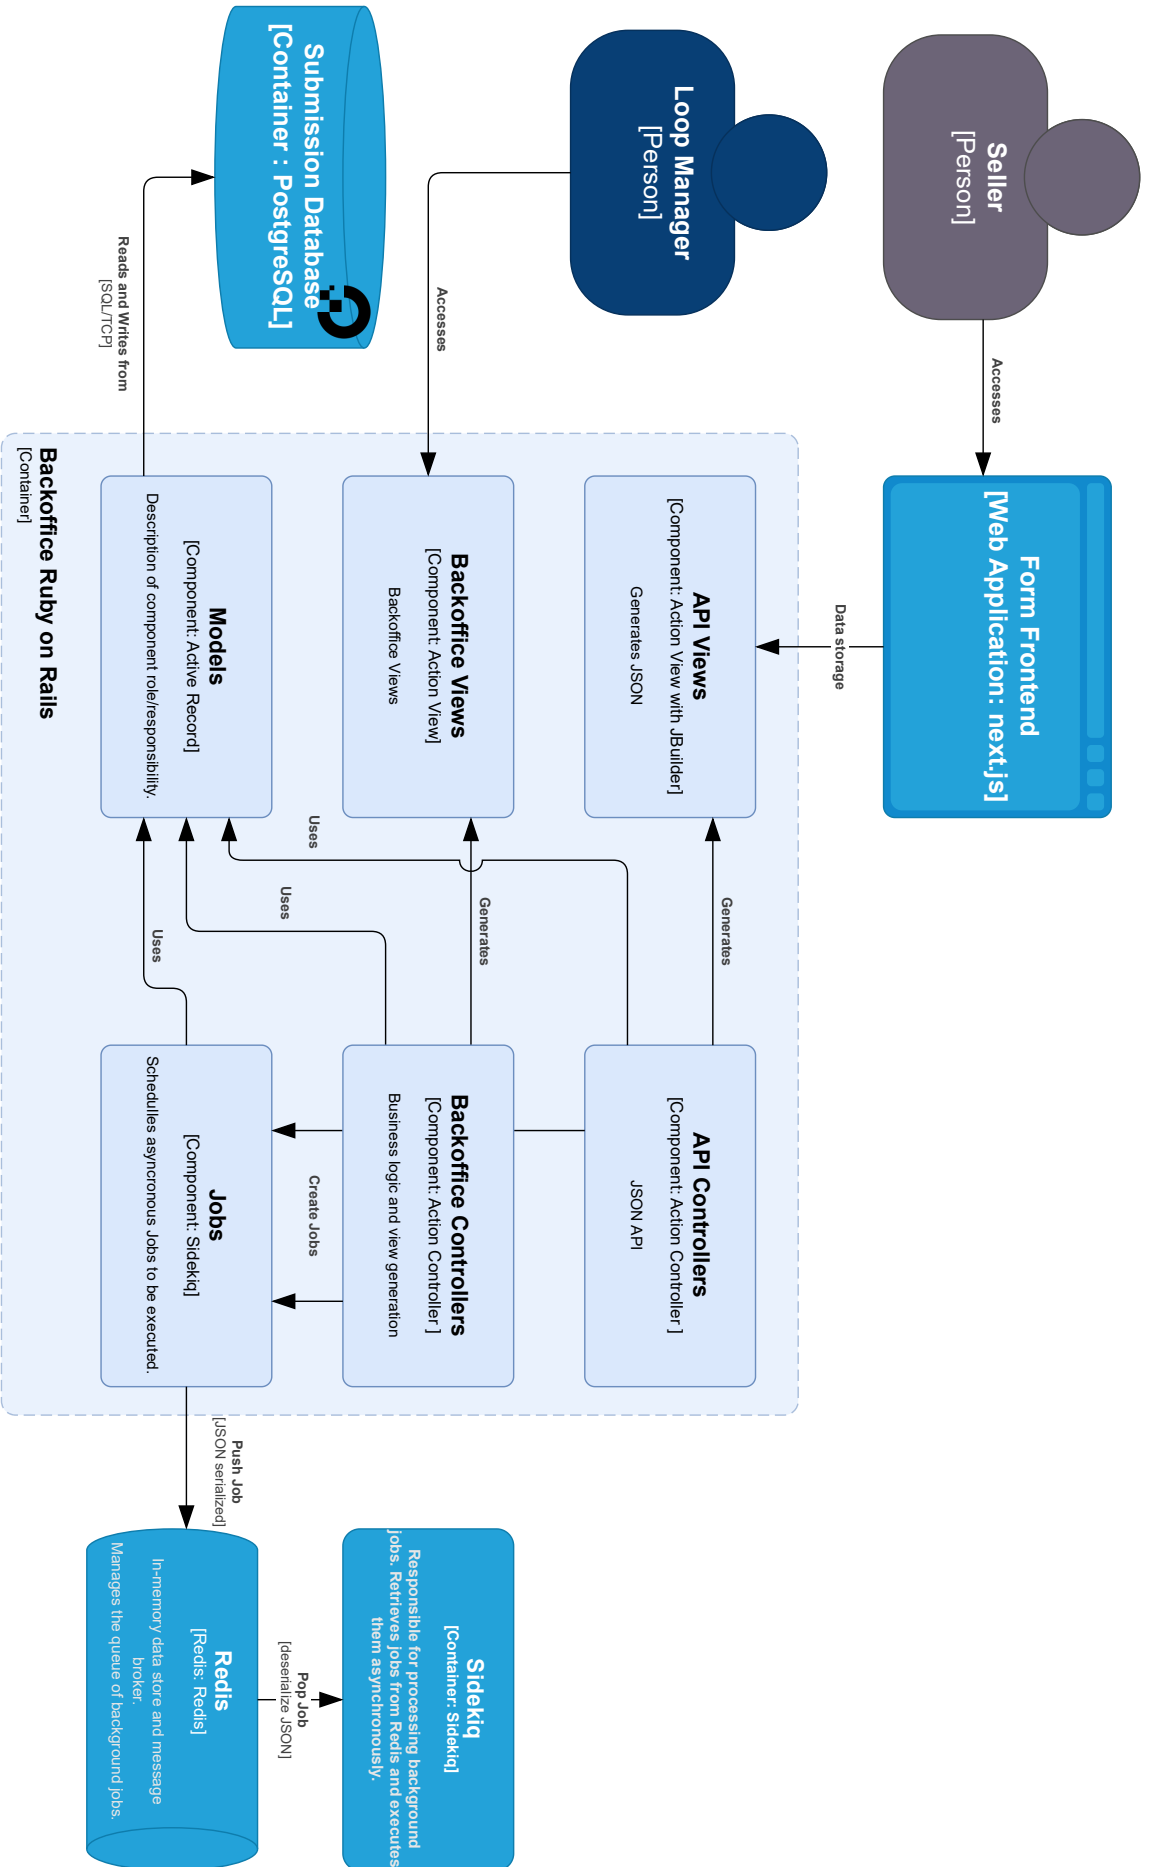 Seller
[Person]
Accesses
Form Frontend
[Web Application: next.js]
Data storage
Loop Manager
[Person]
Accesses
API Views
[Component: Action View with JBuilder]
Generates JSON
Generates
API Controllers
[Component: Action Controller ]
JSON API
Backoffice Views
[Component: Action View]
Backoffice Views
Generates
Backoffice Controllers
[Component: Action Controller ]
Business logic and view generation
Submission Database
[Container : PostgreSQL]
Reads and Writes from
[SQL/TCP]
Models
[Component: Active Record]
Description of component role/responsibility.
Uses
Uses
Uses
Create Jobs
Jobs
[Component: Sidekiq]
Schedulles asyncronous Jobs to be executed.
Backoffice Ruby on Rails
[Container]
Push Job
[JSON serialized]
Sidekiq
[Container: Sidekiq]
Responsible for processing background
jobs. Retrieves jobs from Redis and executes
them asynchronously.
Pop Job
[deserialize JSON]
Redis
[Redis: Redis]
In-memory data store and message
broker.
Manages the queue of background jobs.